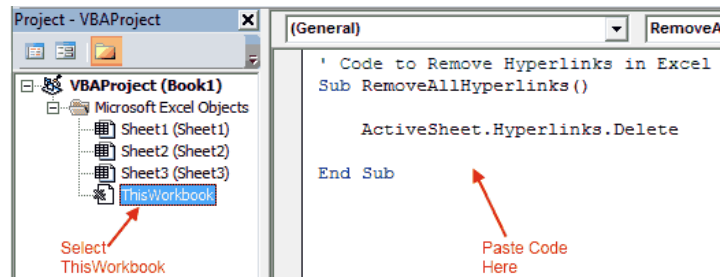 Project - VBAProject
VBAProject (Book1)
Microsoft Excel Objects
Sheet1 (Sheet1)
Sheet2 (Sheet2)
Sheet3 (Sheet3)
ThisWorkbook
Select
ThisWorkbook
(General)
RemoveA
' Code to Remove Hyperlinks in Excel
Sub RemoveAllHyperlinks()
ActiveSheet.Hyperlinks.Delete
End Sub
Paste Code
Here